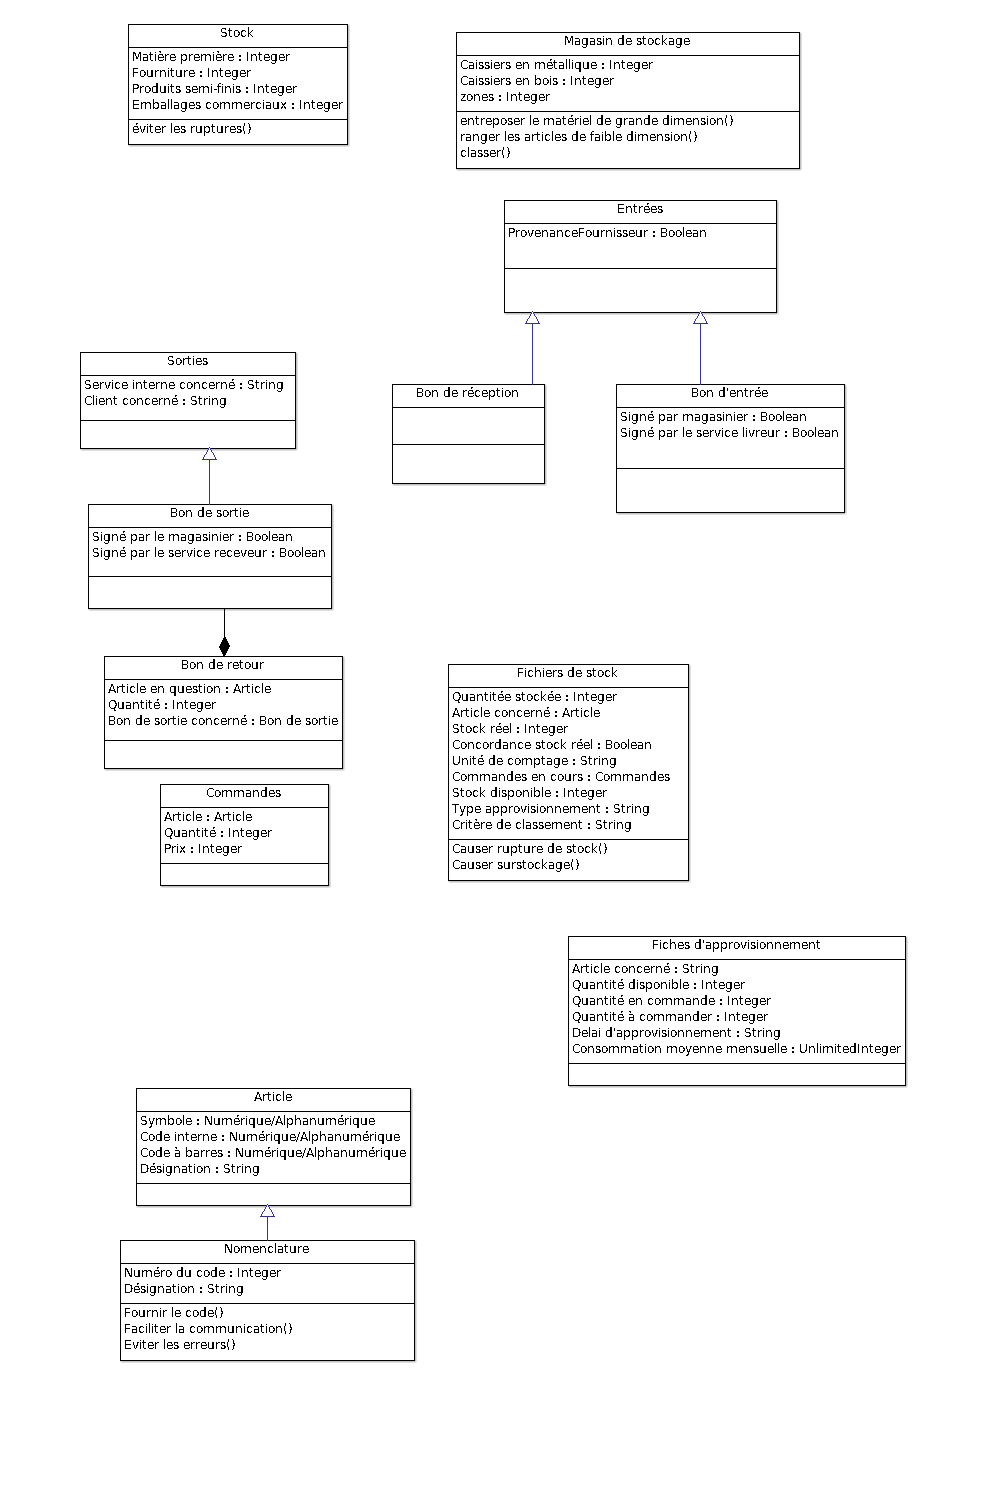 Stock
Matière première : Integer
Fourniture : Integer
Produits semi-finis : Integer
Emballages commerciaux : Integer
éviter les ruptures()
Magasin de stockage
Caissiers en métallique : Integer
Caissiers en bois : Integer
zones : Integer
entreposer le matériel de grande dimension()
ranger les articles de faible dimension()
classer()
Entrées
ProvenanceFournisseur : Boolean
Sorties
Service interne concerné : String
Client concerné : String
Bon de réception
Bon d'entrée
Signé par magasinier : Boolean
Signé par le service livreur : Boolean
Bon de sortie
Signé par le magasinier : Boolean
Signé par le service receveur : Boolean
Bon de retour
Article en question : Article
Quantité : Integer
Bon de sortie concerné : Bon de sortie
Fichiers de stock
Quantitée stockée : Integer
Article concerné : Article
Stock réel : Integer
Concordance stock réel : Boolean
Unité de comptage : String
Commandes en cours : Commandes
Stock disponible : Integer
Type approvisionnement : String
Critère de classement : String
Causer rupture de stock()
Causer surstockage()
Commandes
Article : Article
Quantité : Integer
Prix : Integer
Fiches d'approvisionnement
Article concerné : String
Quantité disponible : Integer
Quantité en commande : Integer
Quantité à commander : Integer
Delai d'approvisionnement : String
Consommation moyenne mensuelle : UnlimitedInteger
Article
Symbole : Numérique/Alphanumérique
Code interne : Numérique/Alphanumérique
Code à barres : Numérique/Alphanumérique
Désignation : String
Nomenclature
Numéro du code : Integer
Désignation : String
Fournir le code()
Faciliter la communication()
Eviter les erreurs()